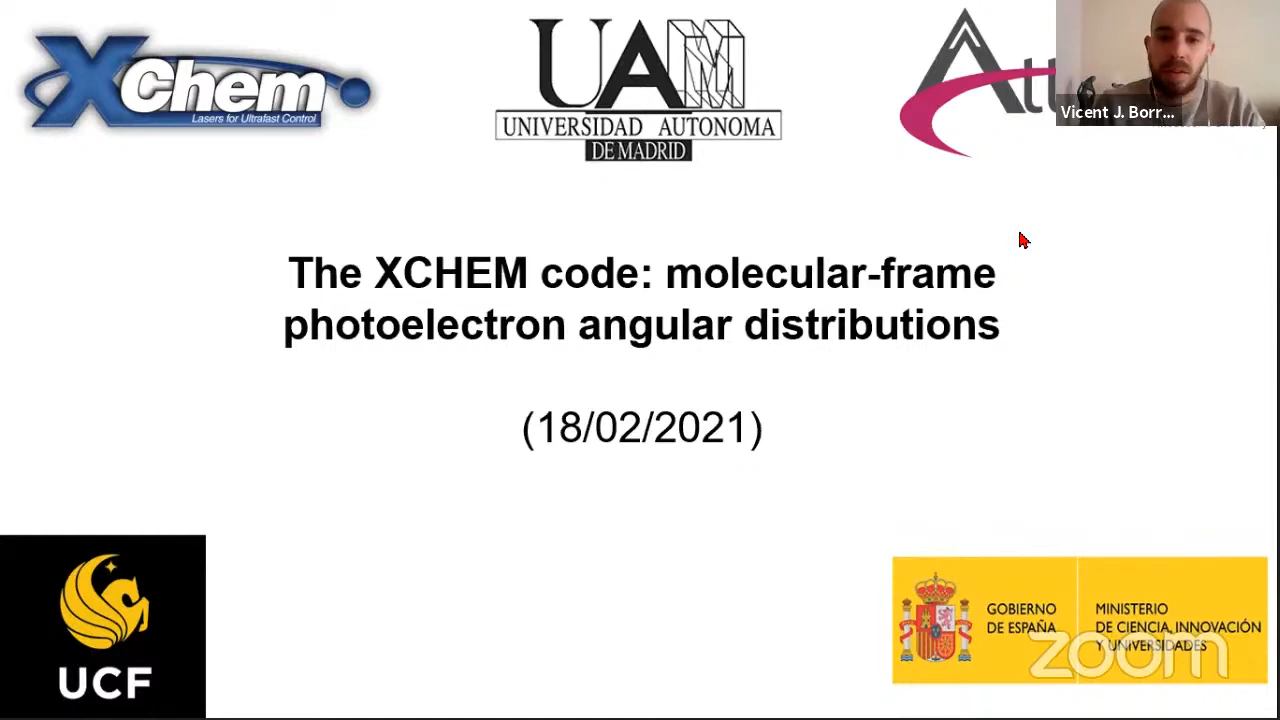 XChem
Lasers for Ultrafast Control
UAM
UNIVERSIDAD AUTONOMA
DE MADRID
Vicent J. Borr...
The XCHEM code: molecular-frame
photoelectron angular distributions
(18/02/2021)
UCF
GOBIERNO
DE ESPAÑA
MINISTERIO
DE CIENCIA, INNOVACIÓN
Y UNIVERSIDADES
zoom